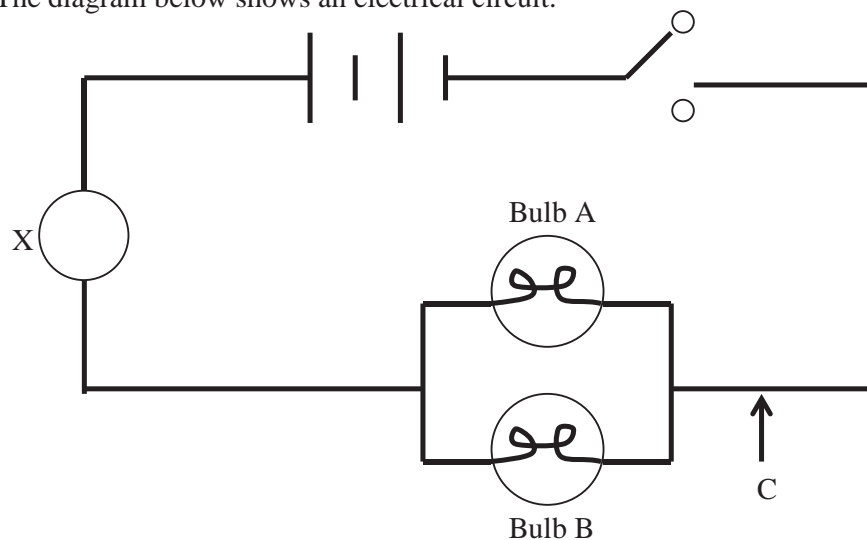 The diagram below shows an electrical circuit.
X
Bulb A
C
Bulb B